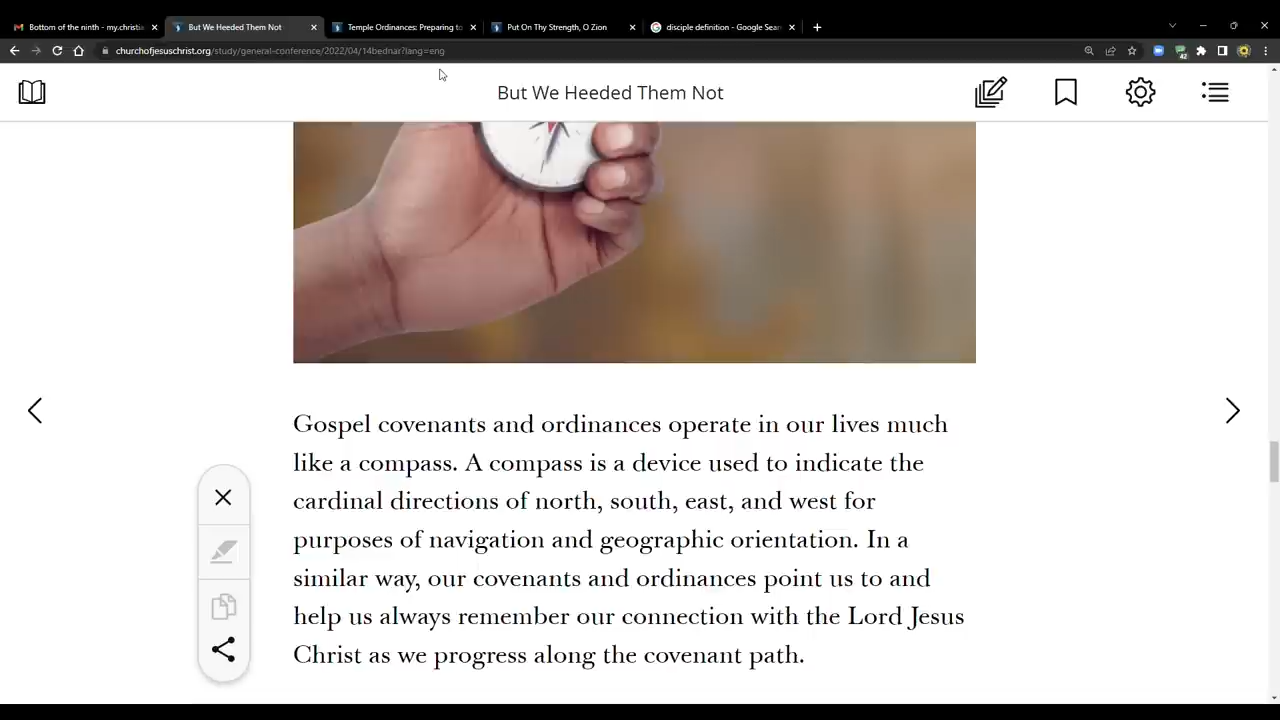 Bottom of the ninth - my.christi
But We Heeded Them Not
Temple Ordinances: Preparing to
Put On Thy Strength, O Zion
disciple definition - Google Sear
churchofjesuschrist.org/study/general-conference/2022/04/14bednar?lang=eng
42
But We Heeded Them Not
Gospel covenants and ordinances operate in our lives much
like a compass. A compass is a device used to indicate the
cardinal directions of north, south, east, and west for
purposes of navigation and geographic orientation. In a
similar way, our covenants and ordinances point us to and
help us always remember our connection with the Lord Jesus
Christ as we progress along the covenant path.